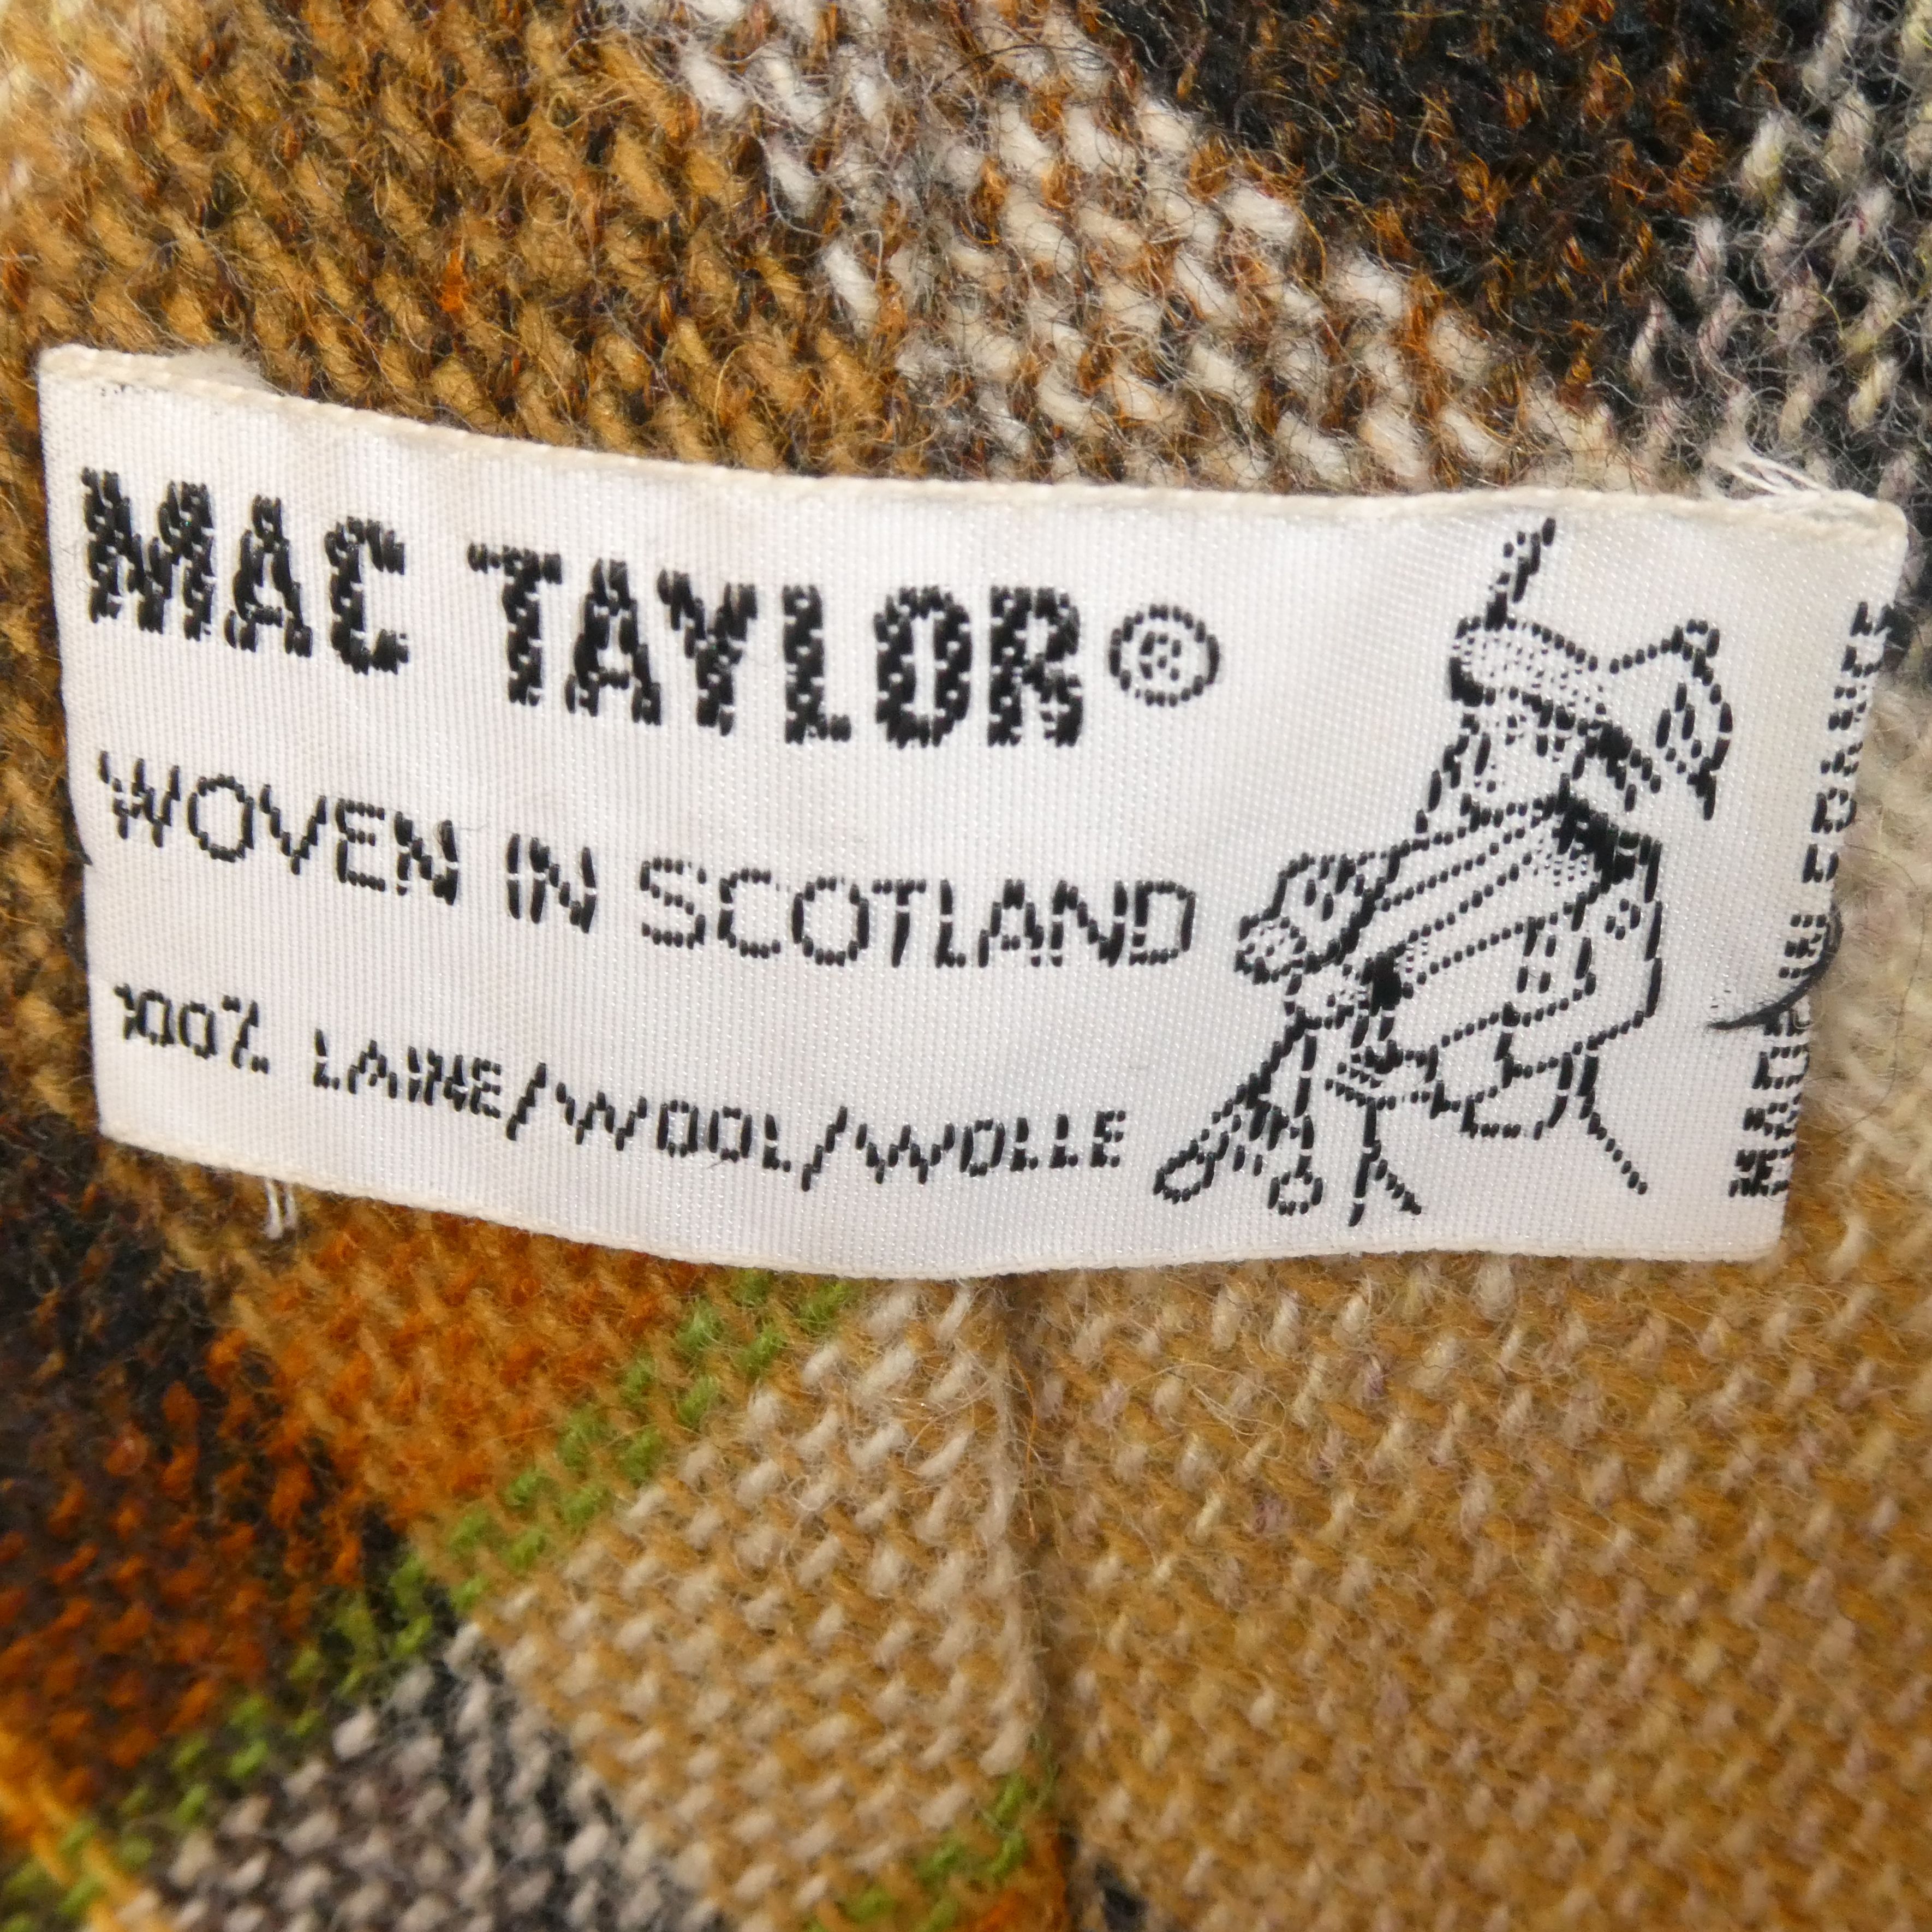 MAC TAYLOR®
WOVEN IN SCOTLAND
100% LAINE/WOOL/WOLLE